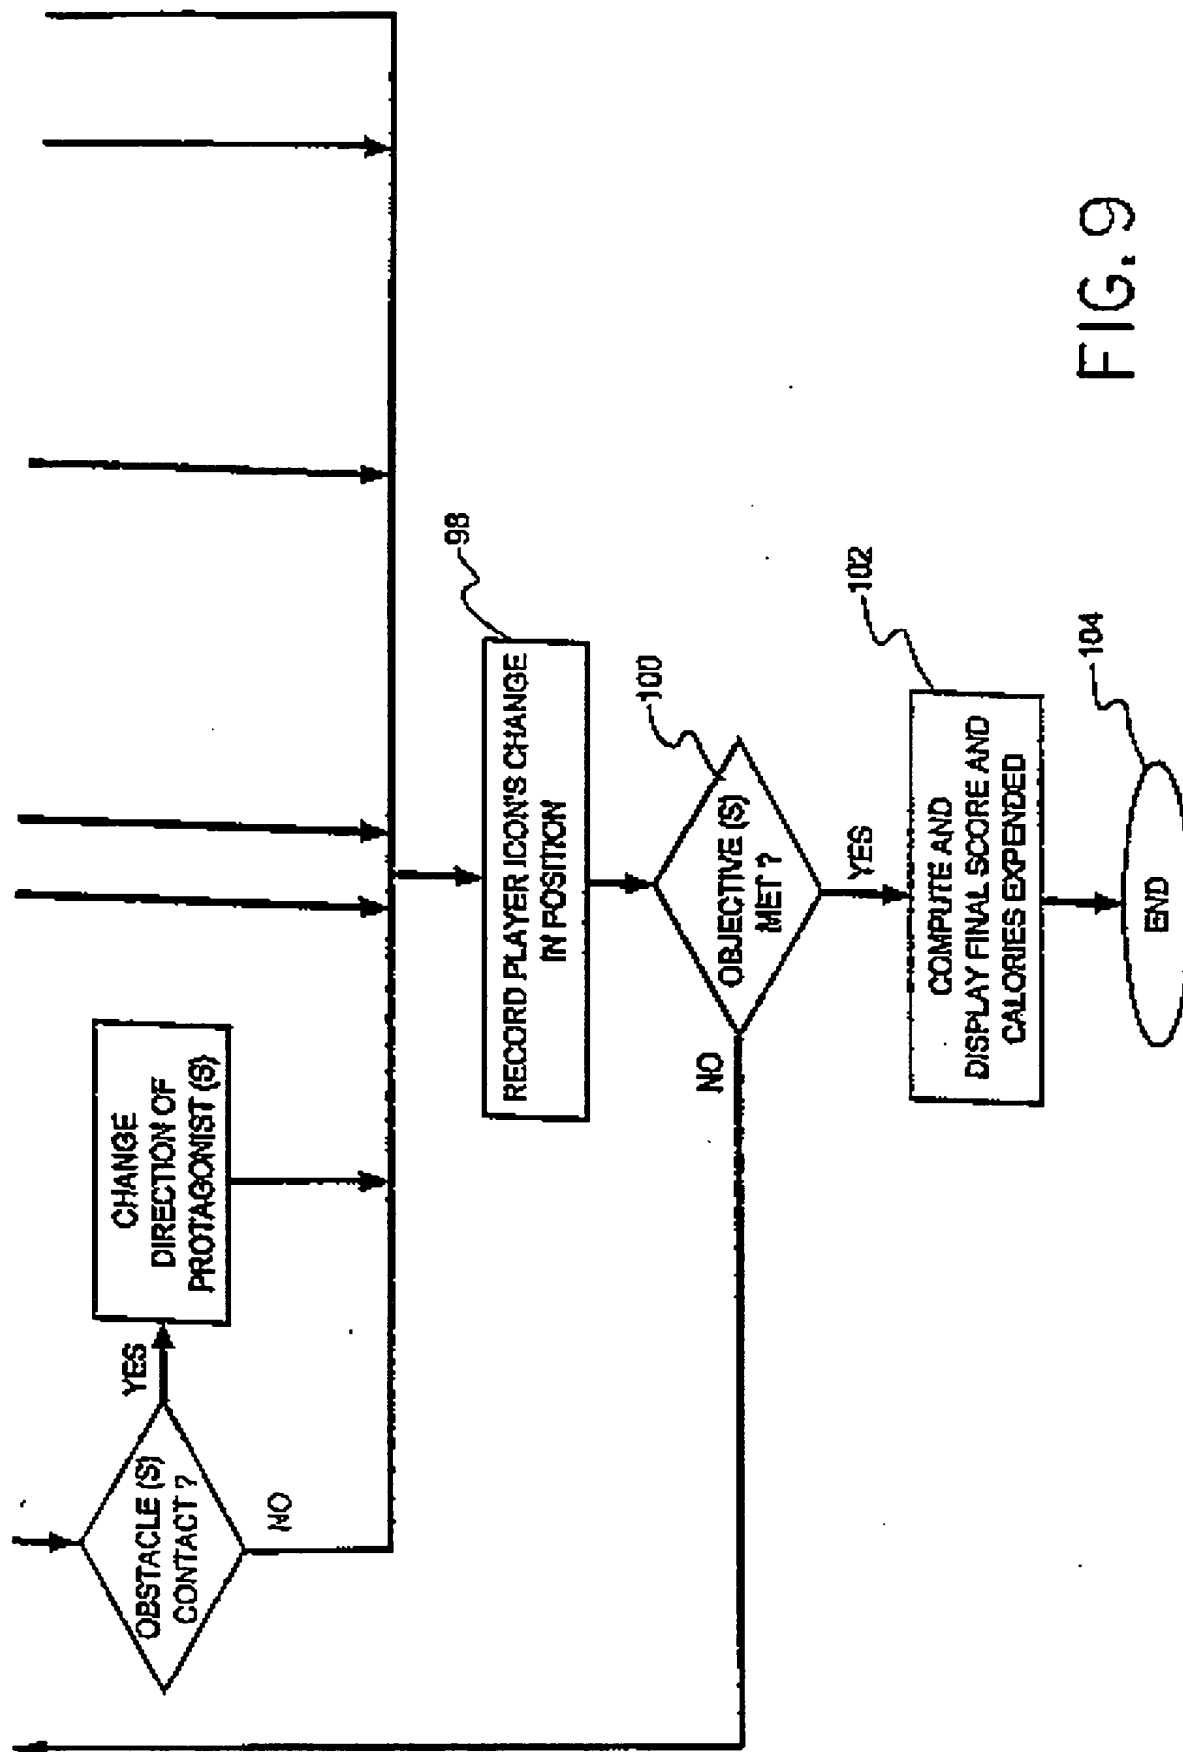 OBSTACLE (S)
CONTACT ?
YES
NO
CHANGE
DIRECTION OF
PROTAGONIST (S)
RECORD PLAYER ICON'S CHANGE
IN POSITION
98
OBJECTIVE (S)
MET ?
100
NO
YES
COMPUTE AND
DISPLAY FINAL SCORE AND
CALORIES EXPENDED
102
END
104
FIG. 9